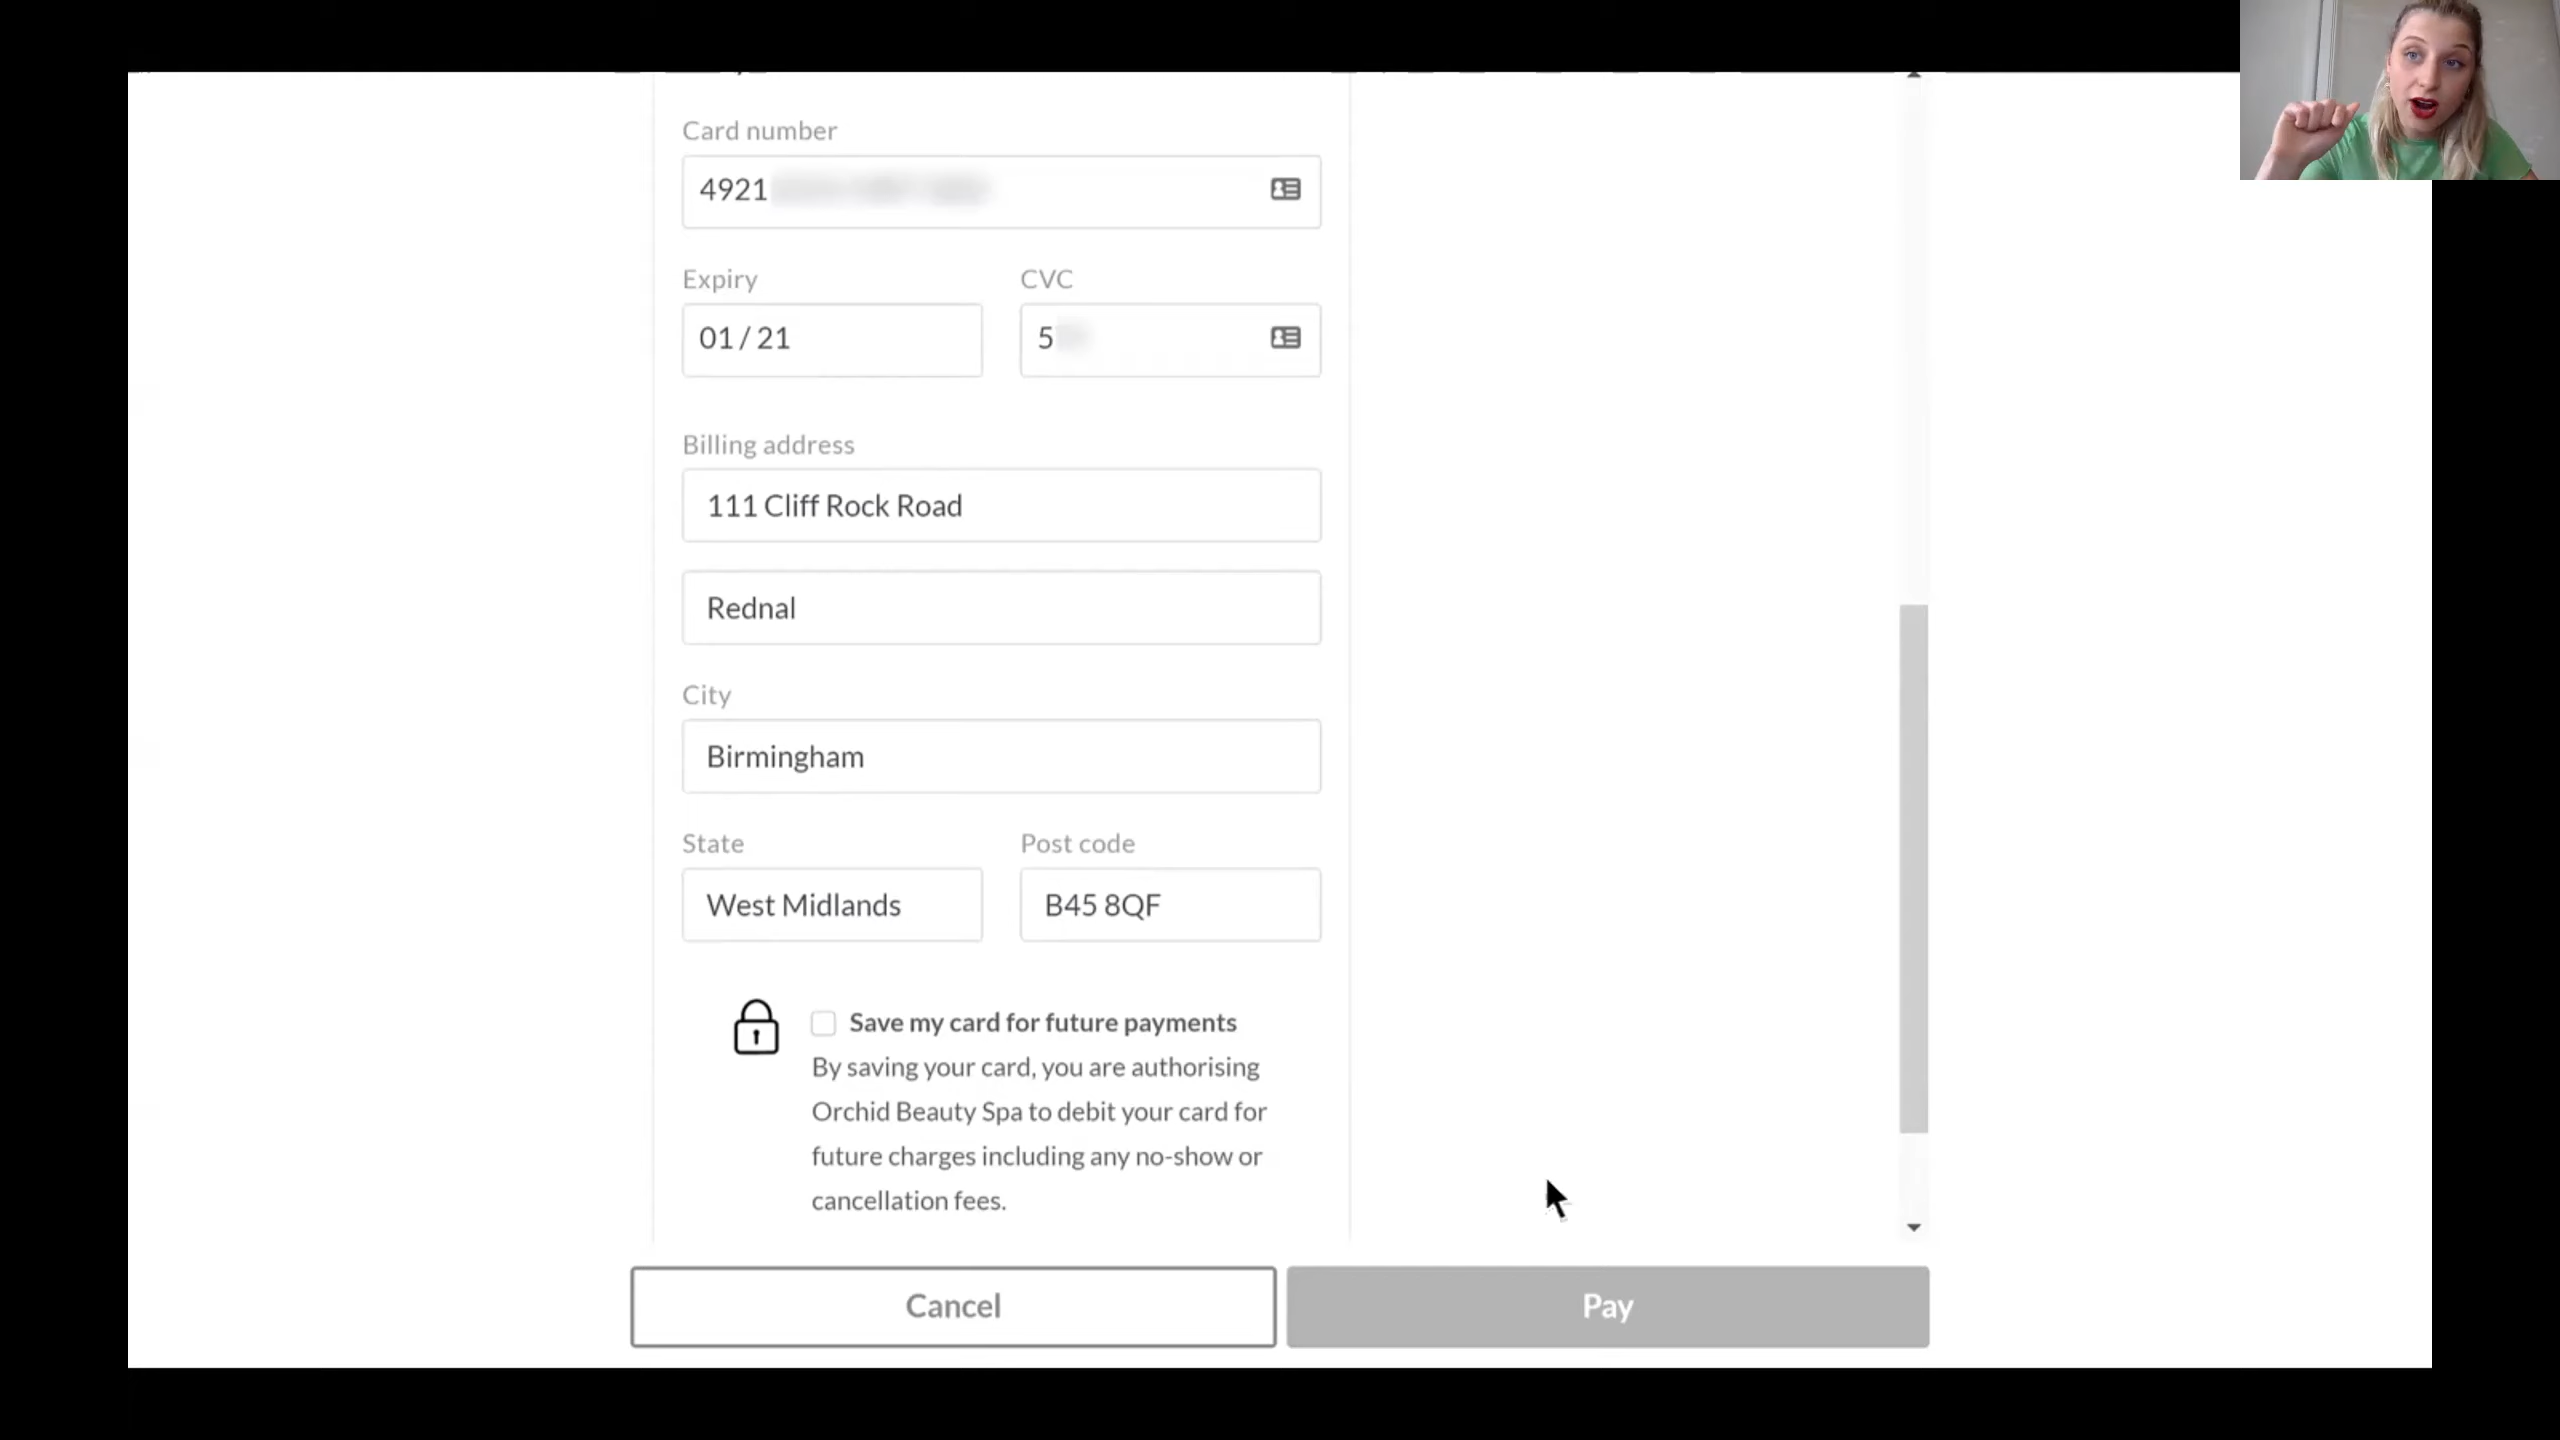 Card number
4921
Expiry
CVC
01 / 21
5
Billing address
111 Cliff Rock Road
Rednal
City
Birmingham
State
Post code
West Midlands
B45 8QF
Save my card for future payments
By saving your card, you are authorising
Orchid Beauty Spa to debit your card for
future charges including any no-show or
cancellation fees.
Cancel
Pay